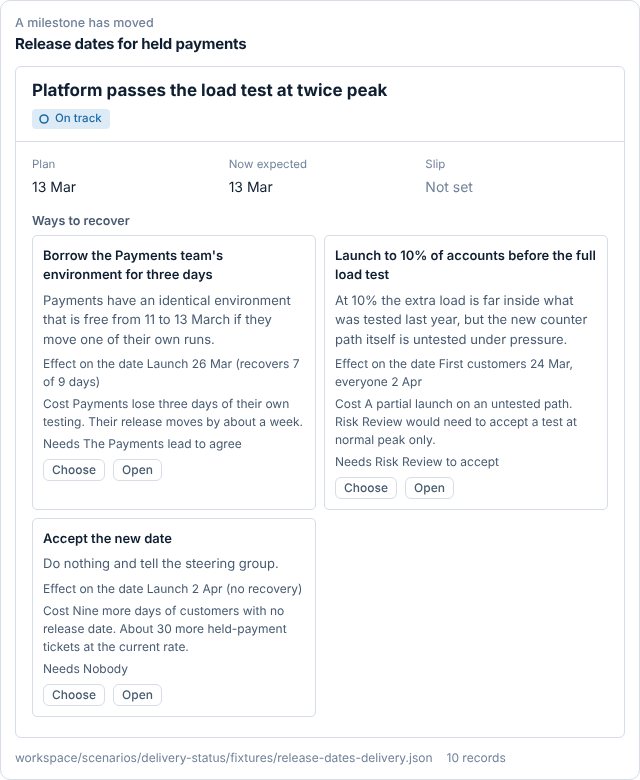 A milestone has moved
Release dates for held payments
Platform passes the load test at twice peak
On track
Plan
13 Mar
Now expected
13 Mar
Slip
Not set
Ways to recover
Borrow the Payments team's
environment for three days
Payments have an identical environment
that is free from 11 to 13 March if they
move one of their own runs.
Effect on the date Launch 26 Mar (recovers 7
of 9 days)
Cost Payments lose three days of their own
testing. Their release moves by about a week.
Needs The Payments lead to agree
Choose
Open
Launch to 10% of accounts before the full
load test
At 10% the extra load is far inside what
was tested last year, but the new counter
path itself is untested under pressure.
Effect on the date First customers 24 Mar,
everyone 2 Apr
Cost A partial launch on an untested path.
Risk Review would need to accept a test at
normal peak only.
Needs Risk Review to accept
Choose
Open
Accept the new date
Do nothing and tell the steering group.
Effect on the date Launch 2 Apr (no recovery)
Cost Nine more days of customers with no
release date. About 30 more held-payment
tickets at the current rate.
Needs Nobody
Choose
Open
workspace/scenarios/delivery-status/fixtures/release-dates-delivery.json
10 records